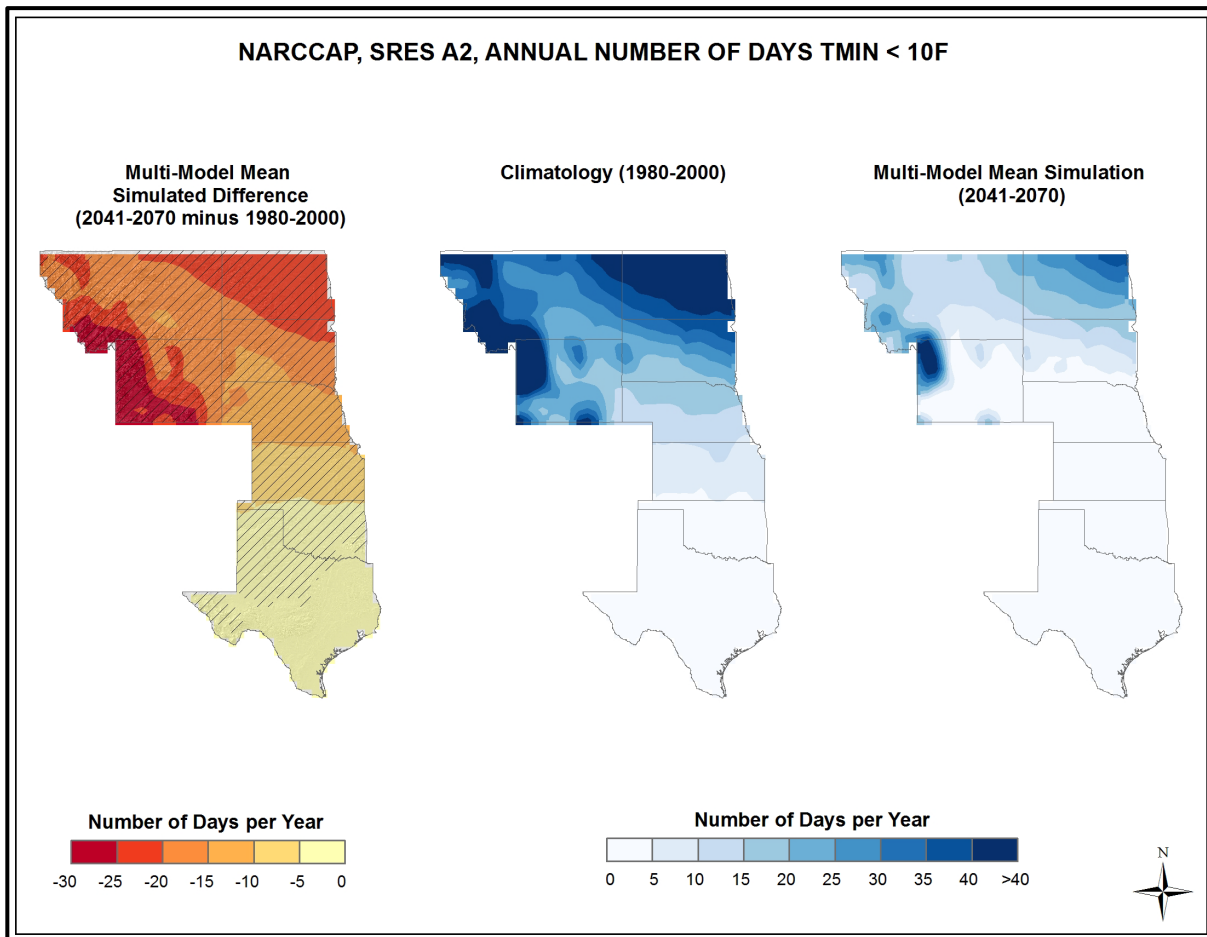 NARCCAP, SRES A2, ANNUAL NUMBER OF DAYS TMIN < 10F
Multi-Model Mean
Simulated Difference
(2041-2070 minus 1980-2000)
Climatology (1980-2000)
Multi-Model Mean Simulation
(2041-2070)
Number of Days per Year
-30 -25 -20 -15 -10 -5 0
Number of Days per Year
0 5 10 15 20 25 30 35 40 >40
N